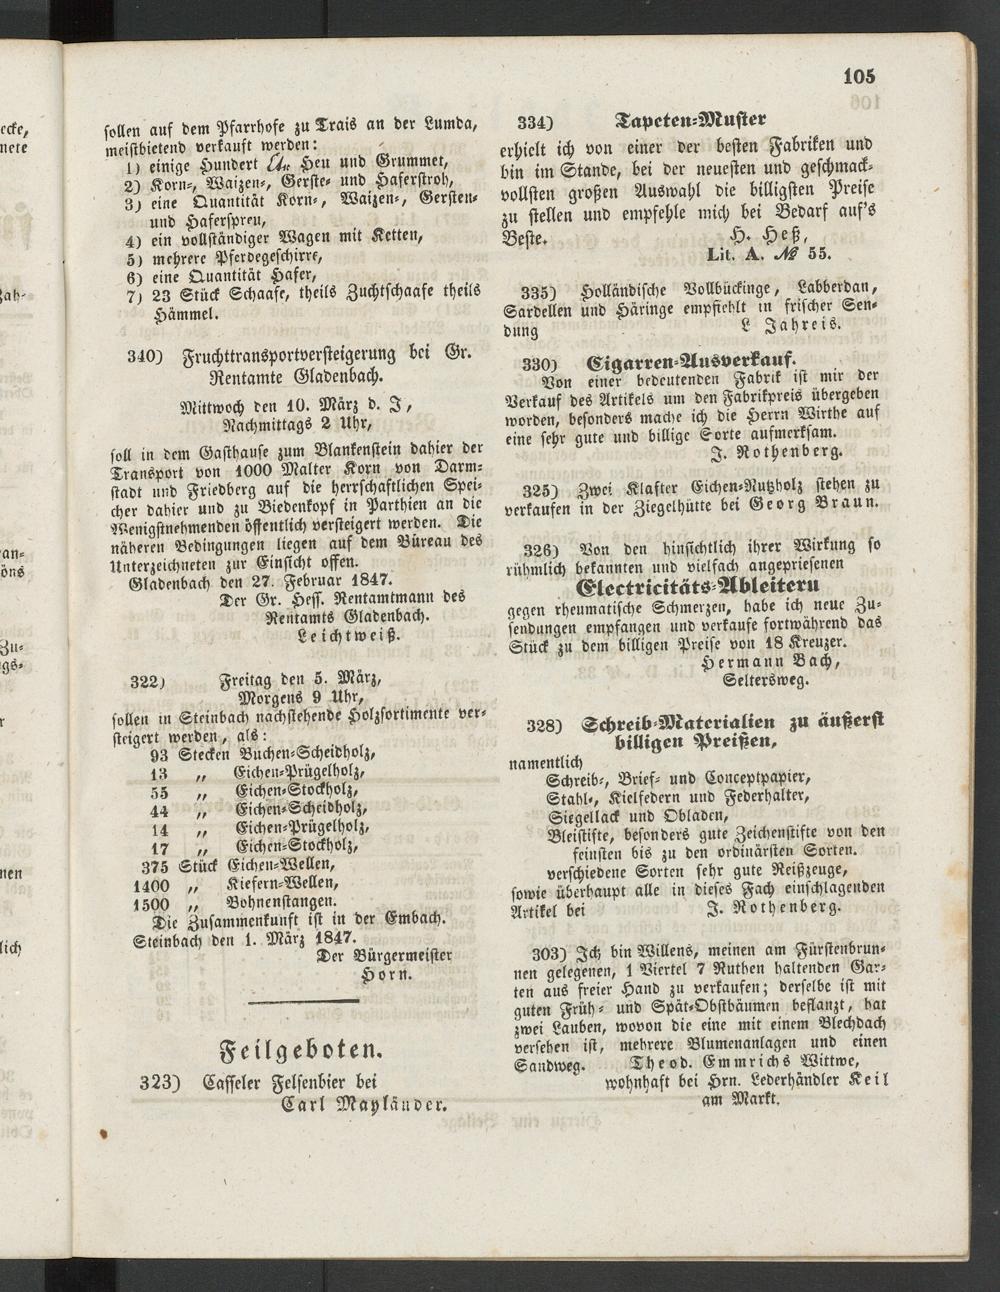 105
sollen auf dem Pfarrhofe zu Trais an der Lumda,
meistbietend verkauft werden:
1) einige Hundert Ctr. Heu und Grummet,
2) Korn-, Waizen-, Gerste- und Haferstroh,
3) eine Quantität Korn-, Waizen-, Gersten-
und Haferspreu,
4) ein vollständiger Wagen mit Ketten,
5) mehrere Pferdegeschirre,
6) eine Quantität Hafer,
7) 23 Stück Schaafe, theils Zuchtschaafe theils
Hämmel.
340) Fruchttransportversteigerung bei Gr.
Rentamte Gladenbach.
Mittwoch den 10. März d. J,
Nachmittags 2 Uhr,
soll in dem Gasthause zum Blankenstein dahier der
Transport von 1000 Malter Korn von Darm-
stadt und Friedberg auf die herrschaftlichen Spei-
cher dahier und zu Biedenkopf in Parthien an die
Wenigstnehmenden öffentlich versteigert werden. Die
näheren Bedingungen liegen auf dem Büreau des
Unterzeichneten zur Einsicht offen.
Gladenbach den 27. Februar 1847.
Der Gr. Hess. Rentamtmann des
Rentamts Gladenbach.
Leichtweiß.
322) Freitag den 5. März,
Morgens 9 Uhr,
sollen in Steinbach nachstehende Holzsortimente ver-
steigert werden, als:
93 Stecken Buchen-Scheidholz,
13 „ Eichen-Prügelholz,
55 „ Eichen-Stockholz,
44 „ Eichen-Scheidholz,
14 „ Eichen-Prügelholz,
17 „ Eichen-Stockholz,
375 Stück Eichen-Wellen,
1400 „ Kiefern-Wellen,
1500 „ Bohnenstangen.
Die Zusammenkunft ist in der Embach.
Steinbach den 1. März 1847.
Der Bürgermeister
Horn.
Feilgeboten.
323) Casseler Felsenbier bei
Carl Mayländer.
334) Tapeten-Muster
erhielt ich von einer der besten Fabriken und
bin im Stande, bei der neuesten und geschmack-
vollsten großen Auswahl die billigsten Preise
zu stellen und empfehle mich bei Bedarf auf's
Beste. H. Heß,
Lit. A. № 55.
335) Holländische Vollbückinge, Labberdan,
Sardellen und Häringe empfiehlt in frischer Sen-
dung L Jahreis.
330) Cigarren-Ausverkauf.
Von einer bedeutenden Fabrik ist mir der
Verkauf des Artikels um den Fabrikpreis übergeben
worden, besonders mache ich die Herrn Wirthe auf
eine sehr gute und billige Sorte aufmerksam.
J. Rothenberg.
325) Zwei Klafter Eichen-Nutzholz stehen zu
verkaufen in der Ziegelhütte bei Georg Braun.
326) Von den hinsichtlich ihrer Wirkung so
rühmlich bekannten und vielfach angepriesenen
Electricitäts-Ableitern
gegen rheumatische Schmerzen, habe ich neue Zu-
sendungen empfangen und verkaufe fortwährend das
Stück zu dem billigen Preise von 18 Kreuzer.
Hermann Bach,
Seltersweg.
328) Schreib-Materialien zu äußerst
billigen Preißen,
namentlich
Schreib-, Brief- und Conceptpapier,
Stahl-, Kielfedern und Federhalter,
Siegellack und Obladen,
Bleistifte, besonders gute Zeichenstifte von den
feinsten bis zu den ordinärsten Sorten.
verschiedene Sorten sehr gute Reißzeuge,
sowie überhaupt alle in dieses Fach einschlagenden
Artikel bei J. Rothenberg.
303) Ich bin Willens, meinen am Fürstenbrun-
nen gelegenen, 1 Viertel 7 Ruthen haltenden Gar-
ten aus freier Hand zu verkaufen; derselbe ist mit
guten Früh- und Spät-Obstbäumen beflanzt, hat
zwei Lauben, wovon die eine mit einem Blechdach
versehen ist, mehrere Blumenanlagen und einen
Sandweg. Theod. Emmrichs Wittwe,
wohnhaft bei Hrn. Lederhändler Keil
am Markt.